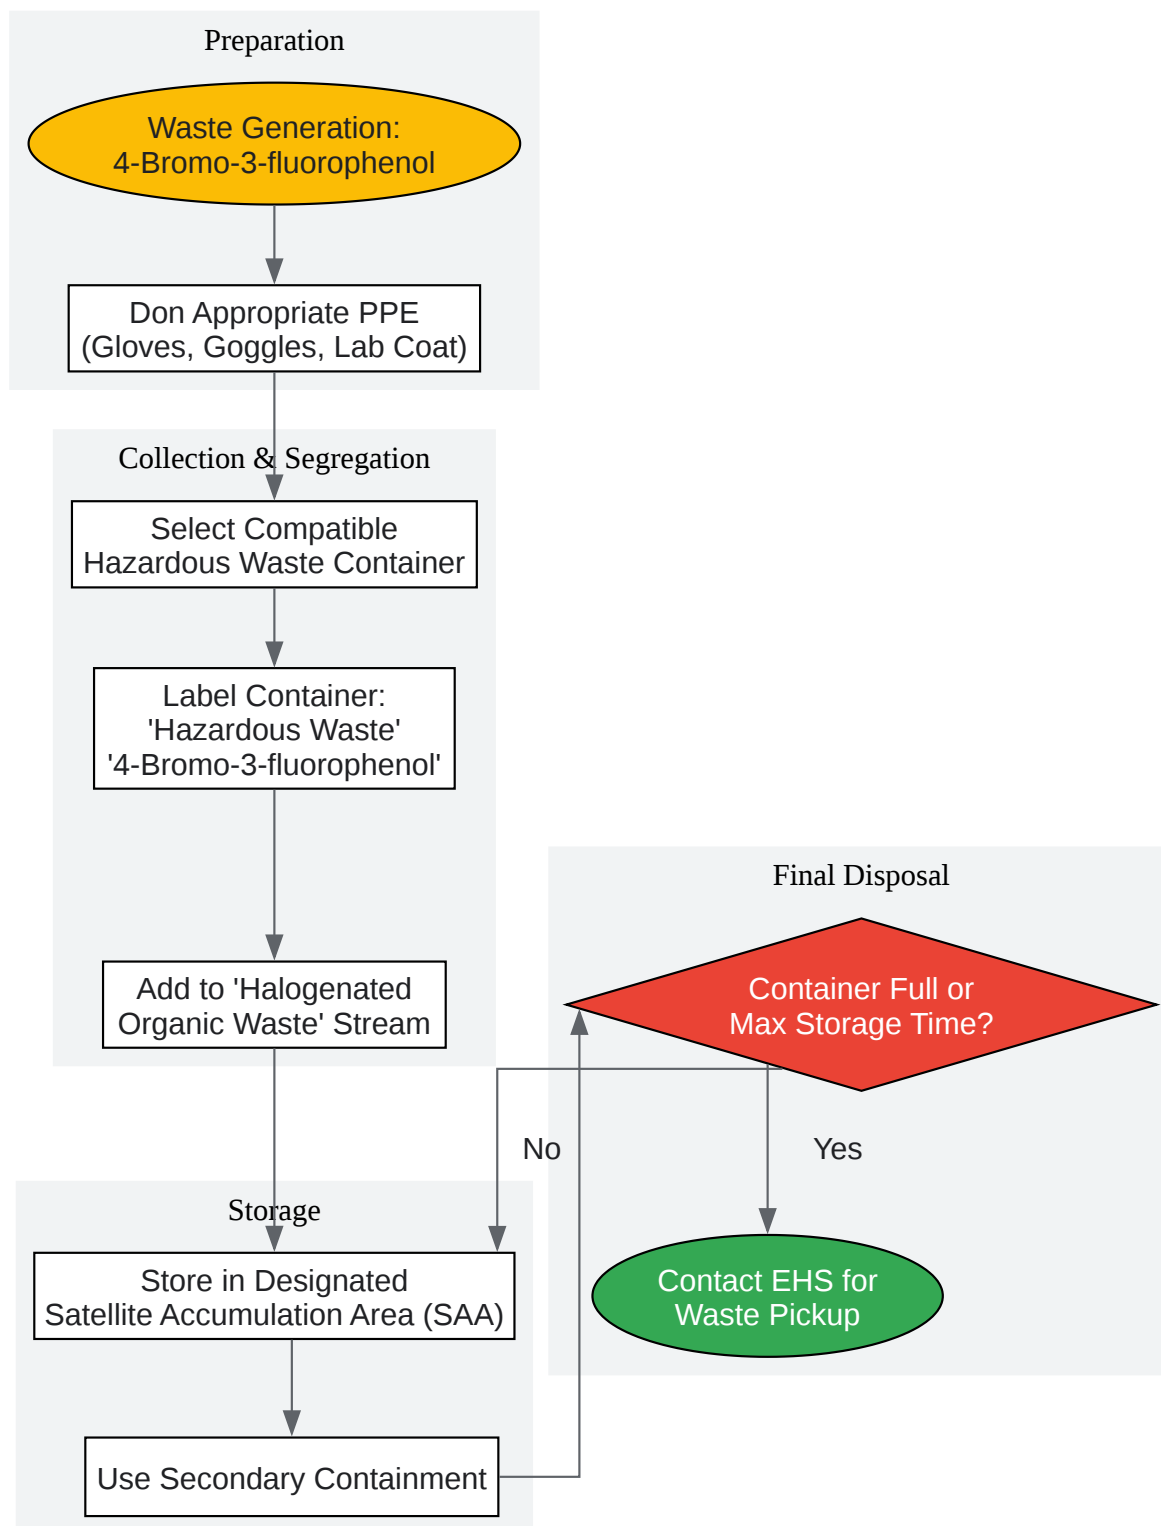 Preparation
Waste Generation:
4-Bromo-3-fluorophenol
Don Appropriate PPE
(Gloves, Goggles, Lab Coat)
Collection & Segregation
Select Compatible
Hazardous Waste Container
Label Container:
'Hazardous Waste'
'4-Bromo-3-fluorophenol'
Add to 'Halogenated
Organic Waste' Stream
Storage
Store in Designated
Satellite Accumulation Area (SAA)
Use Secondary Containment
Final Disposal
Container Full or
Max Storage Time?
No
Yes
Contact EHS for
Waste Pickup